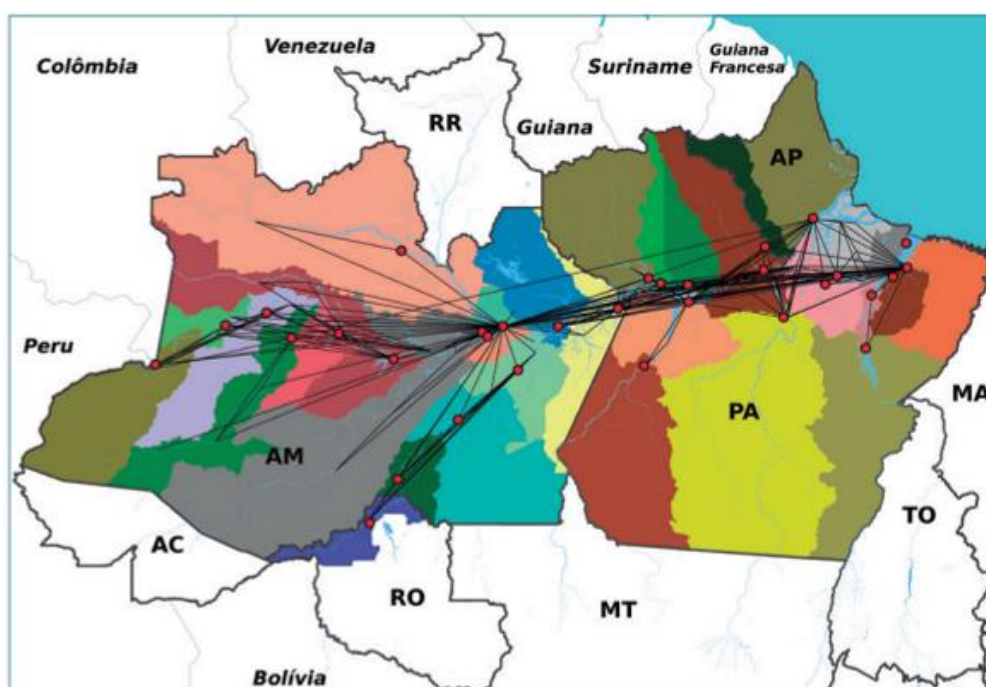 Venezuela
Colômbia
Guiana
Francesa
Suriname
RR
Guiana
AP
Peru
MA
PA
AM
TO
AC
RO
MT
Bolívia